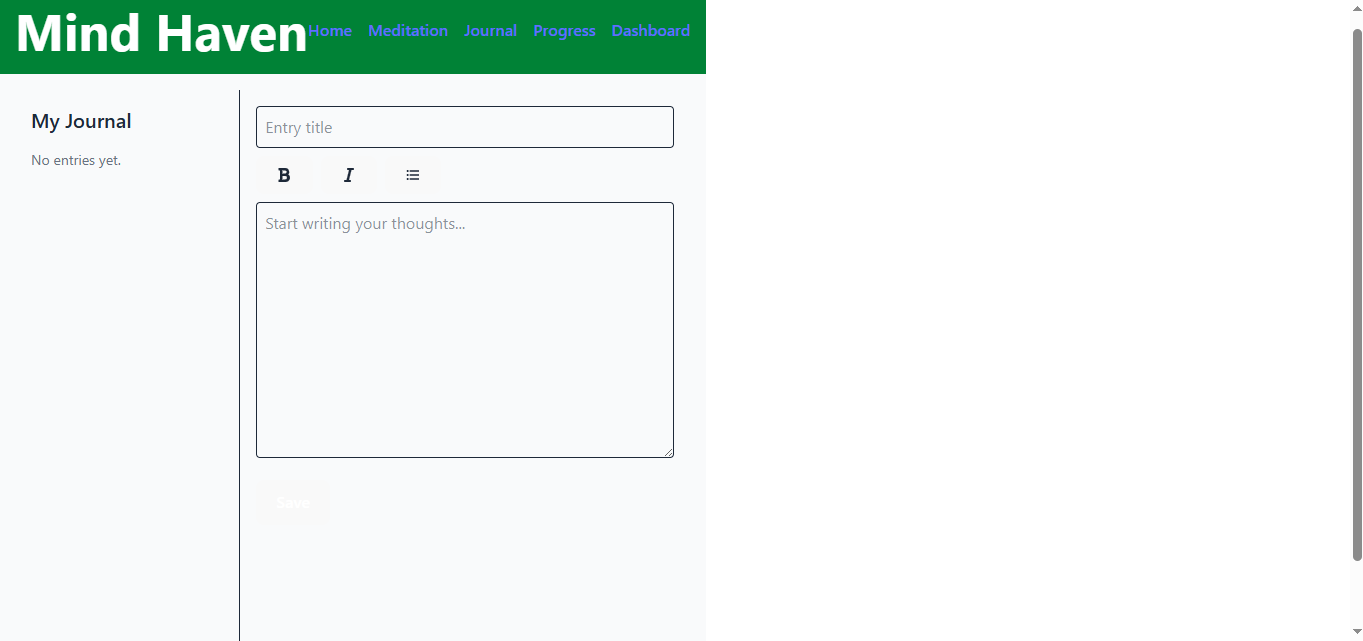 Mind Haven
Home Meditation Journal Progress Dashboard
My Journal
No entries yet.
Entry title
B I
Start writing your thoughts...
Save